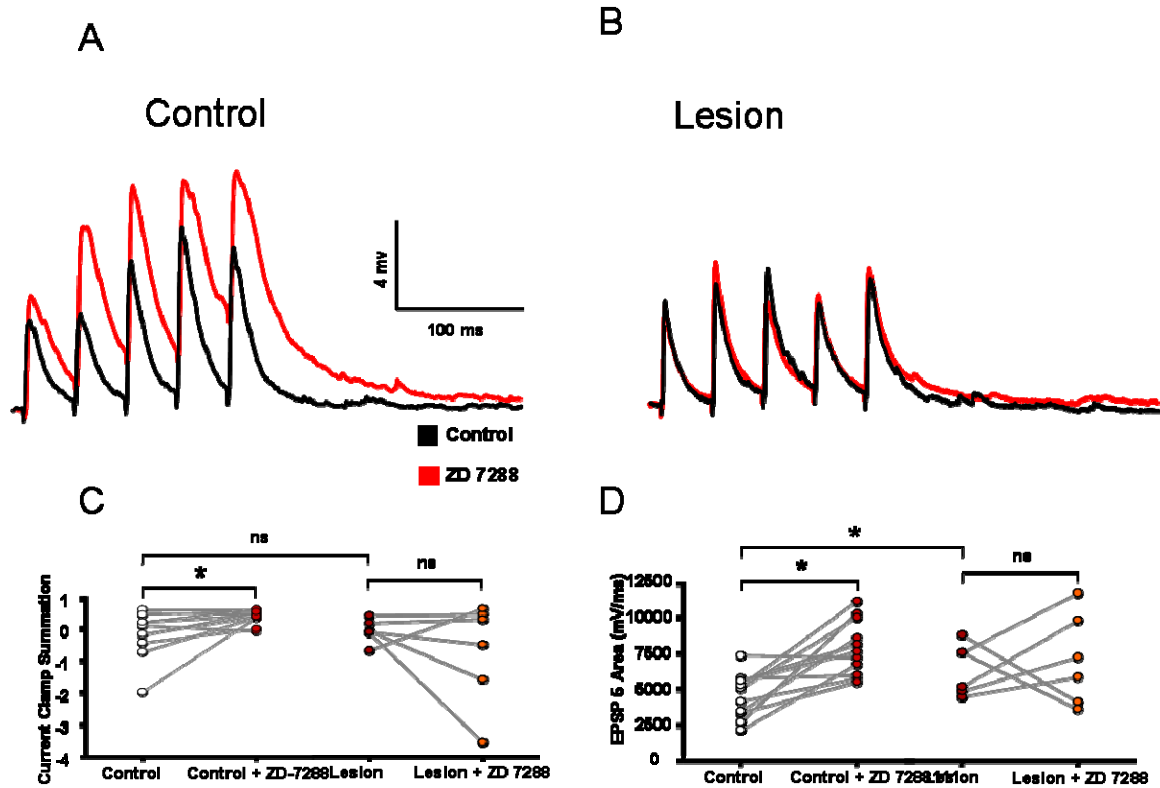 A
B
Control
Lesion
4 mv
100 ms
Control
ZD 7288
C
D
ns
*
ns
*
*
ns
Current Clamp Summation
1
0
-1
-2
-3
-4
Control
Control + ZD-7288
Lesion
Lesion + ZD 7288
EPSP 5 Area (mV/ms)
12500
10000
7500
5000
2500
0
Control
Control + ZD 7288
Lesion + ZD 7288